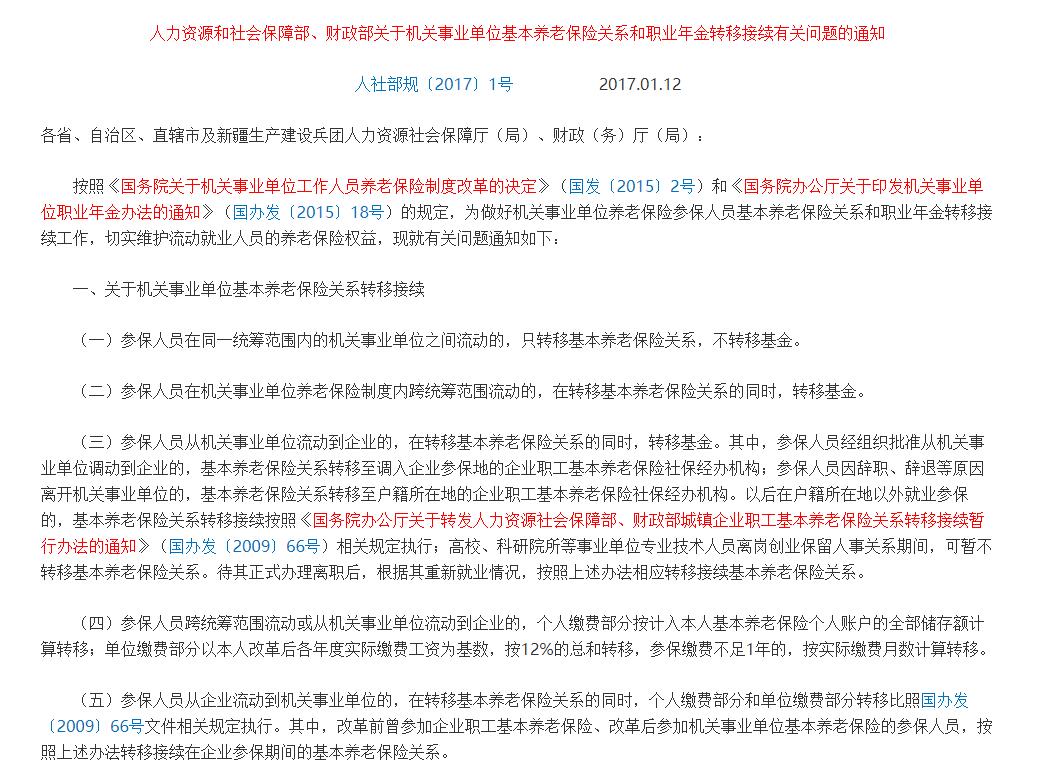 人力资源和社会保障部、财政部关于机关事业单位基本养老保险关系和职业年金转移接续有关问题的通知
人社部规〔2017〕1号 2017.01.12
各省、自治区、直辖市及新疆生产建设兵团人力资源社会保障厅（局）、财政（务）厅（局）：
按照《国务院关于机关事业单位工作人员养老保险制度改革的决定》（国发〔2015〕2号）和《国务院办公厅关于印发机关事业单
位职业年金办法的通知》（国办发〔2015〕18号）的规定，为做好机关事业单位养老保险参保人员基本养老保险关系和职业年金转移接
续工作，切实维护流动就业人员的养老保险权益，现就有关问题通知如下：
一、关于机关事业单位基本养老保险关系转移接续
（一）参保人员在同一统筹范围内的机关事业单位之间流动的，只转移基本养老保险关系，不转移基金。
（二）参保人员在机关事业单位养老保险制度内跨统筹范围流动的，在转移基本养老保险关系的同时，转移基金。
（三）参保人员从机关事业单位流动到企业的，在转移基本养老保险关系的同时，转移基金。其中，参保人员经组织批准从机关事
业单位调动到企业的，基本养老保险关系转移至调入企业参保地的企业职工基本养老保险社保经办机构；参保人员因辞职、辞退等原因
离开机关事业单位的，基本养老保险关系转移至户籍所在地的企业职工基本养老保险社保经办机构。以后在户籍所在地以外就业参保
的，基本养老保险关系转移接续按照《国务院办公厅关于转发人力资源社会保障部、财政部城镇企业职工基本养老保险关系转移接续暂
行办法的通知》（国办发〔2009〕66号）相关规定执行；高校、科研院所等事业单位专业技术人员离岗创业保留人事关系期间，可暂不
转移基本养老保险关系。待其正式办理离职后，根据其重新就业情况，按照上述办法相应转移接续基本养老保险关系。
（四）参保人员跨统筹范围流动或从机关事业单位流动到企业的，个人缴费部分按计入本人基本养老保险个人账户的全部储存额计
算转移；单位缴费部分以本人改革后各年度实际缴费工资为基数，按12%的总和转移，参保缴费不足1年的，按实际缴费月数计算转移。
（五）参保人员从企业流动到机关事业单位的，在转移基本养老保险关系的同时，个人缴费部分和单位缴费部分转移比照国办发
〔2009〕66号文件相关规定执行。其中，改革前曾参加企业职工基本养老保险、改革后参加机关事业单位基本养老保险的参保人员，按
照上述办法转移接续在企业参保期间的基本养老保险关系。